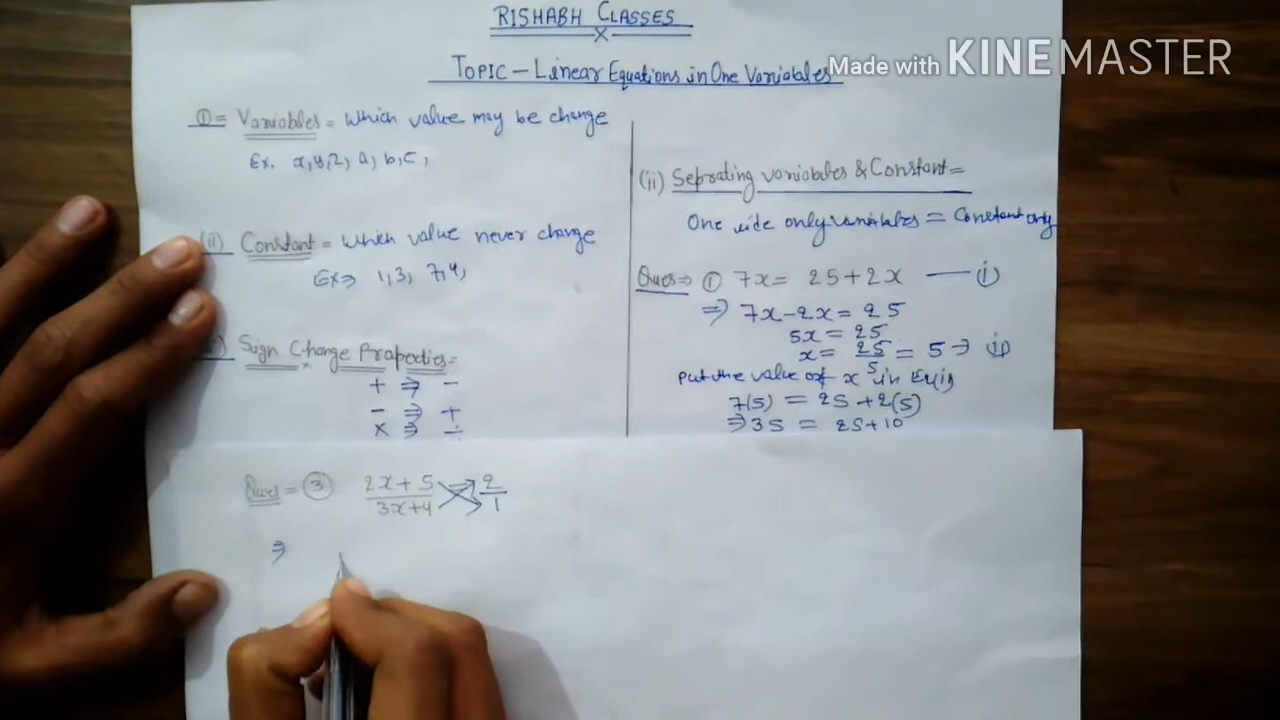 RISHABH CLASSES
Made with KINEMASTER
TOPIC - Linear Equations in One Variables
① = Variables = Which value may be change
Ex. x, y, z, a, b, c,
(ii) Constant = Which value never change
Ex ⇒ 1, 3, 7, 4,
Sign Change Properties =
+ ⇒ -
- ⇒ +
× ⇒ ÷
(ii) Seprating variables & Constant =
One side only variables = Constant only
Ques ⇒ ① 7x = 25 + 2x — (i)
⇒ 7x - 2x = 25
5x = 25
x = 25/5 = 5 → (ii)
Put the value of x in Eq (i)
7(5) = 25 + 2(5)
⇒ 35 = 25 + 10
Ques = ③ (2x + 5)/(3x + 4) = 2/1
⇒